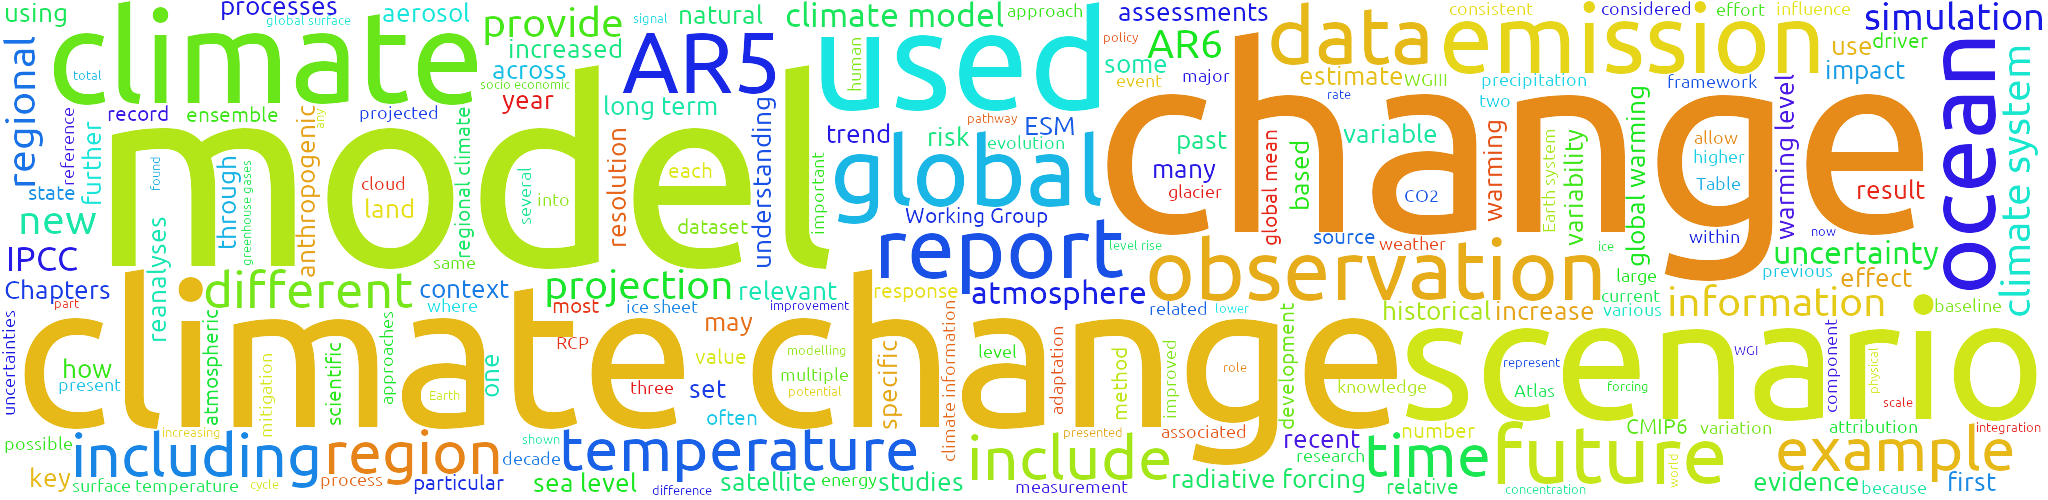 using
processes
global surface
aerosol
signal
natural
climate model
approach
assessments
consistent
considered
effort
influence
simulation
climate
provide
increased
AR5
human
used
policy
AR6
data
emission
use
driver
regional
total
socio economic
across
year
long term
some
event
major
estimate
WGIII
precipitation
framework
impact
ocean
climate system
reference
record
ensemble
anthropogenic
any
projected
understanding
trend
risk
pathway
ESM
evolution
rate
two
further
regional climate
resolution
model
change
past
variable
many
based
warming
variability
Earth system
global warming
allow
higher
Table
warming level
result
state
through
found
greenhouse gases
cloud
land
several
into
each
dataset
important
global
Working Group
glacier
global mean
CO2
within
now
new
same
report
level rise
source
weather
ice
large
previous
uncertainty
effect
IPCC
Chapters
part
reanalyses
different
context
where
projection
most
ice sheet
relevant
improvement
response
atmosphere
related
lower
observation
historical
increase
current
various
information
baseline
uncertainties
how
present
atmospheric
mitigation
scientific
approaches
climate change
Earth
one
RCP
three
may
value
set
often
modelling
multiple
potential
specific
climate information
level
role
adaptation
method
improved
development
knowledge
scenario
represent
Atlas
forcing
WGI
component
physical
scale
possible
increasing
key
including
surface temperature
cycle
region
process
shown
decade
particular
temperature
sea level
difference
satellite
energy
studies
include
presented
measurement
associated
radiative forcing
recent
research
time
relative
number
future
CMIP6
world
variation
concentration
attribution
example
evidence
because
integration
first